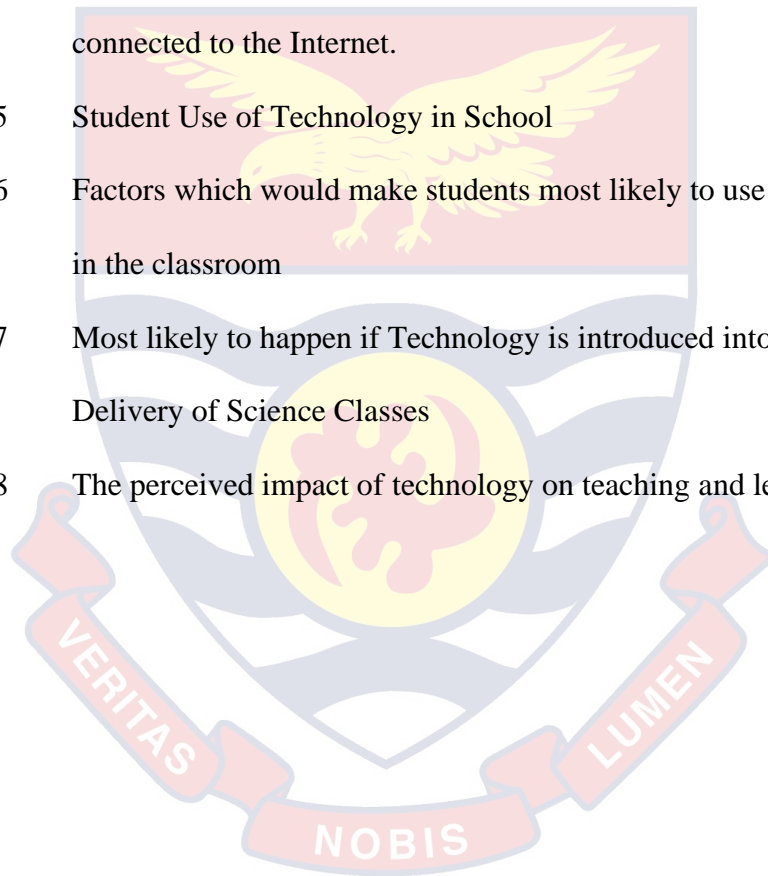 connected to the Internet.
5 Student Use of Technology in School
6 Factors which would make students most likely to use
in the classroom
7 Most likely to happen if Technology is introduced into
Delivery of Science Classes
8 The perceived impact of technology on teaching and le
VERITAS
NOBIS
LUMEN